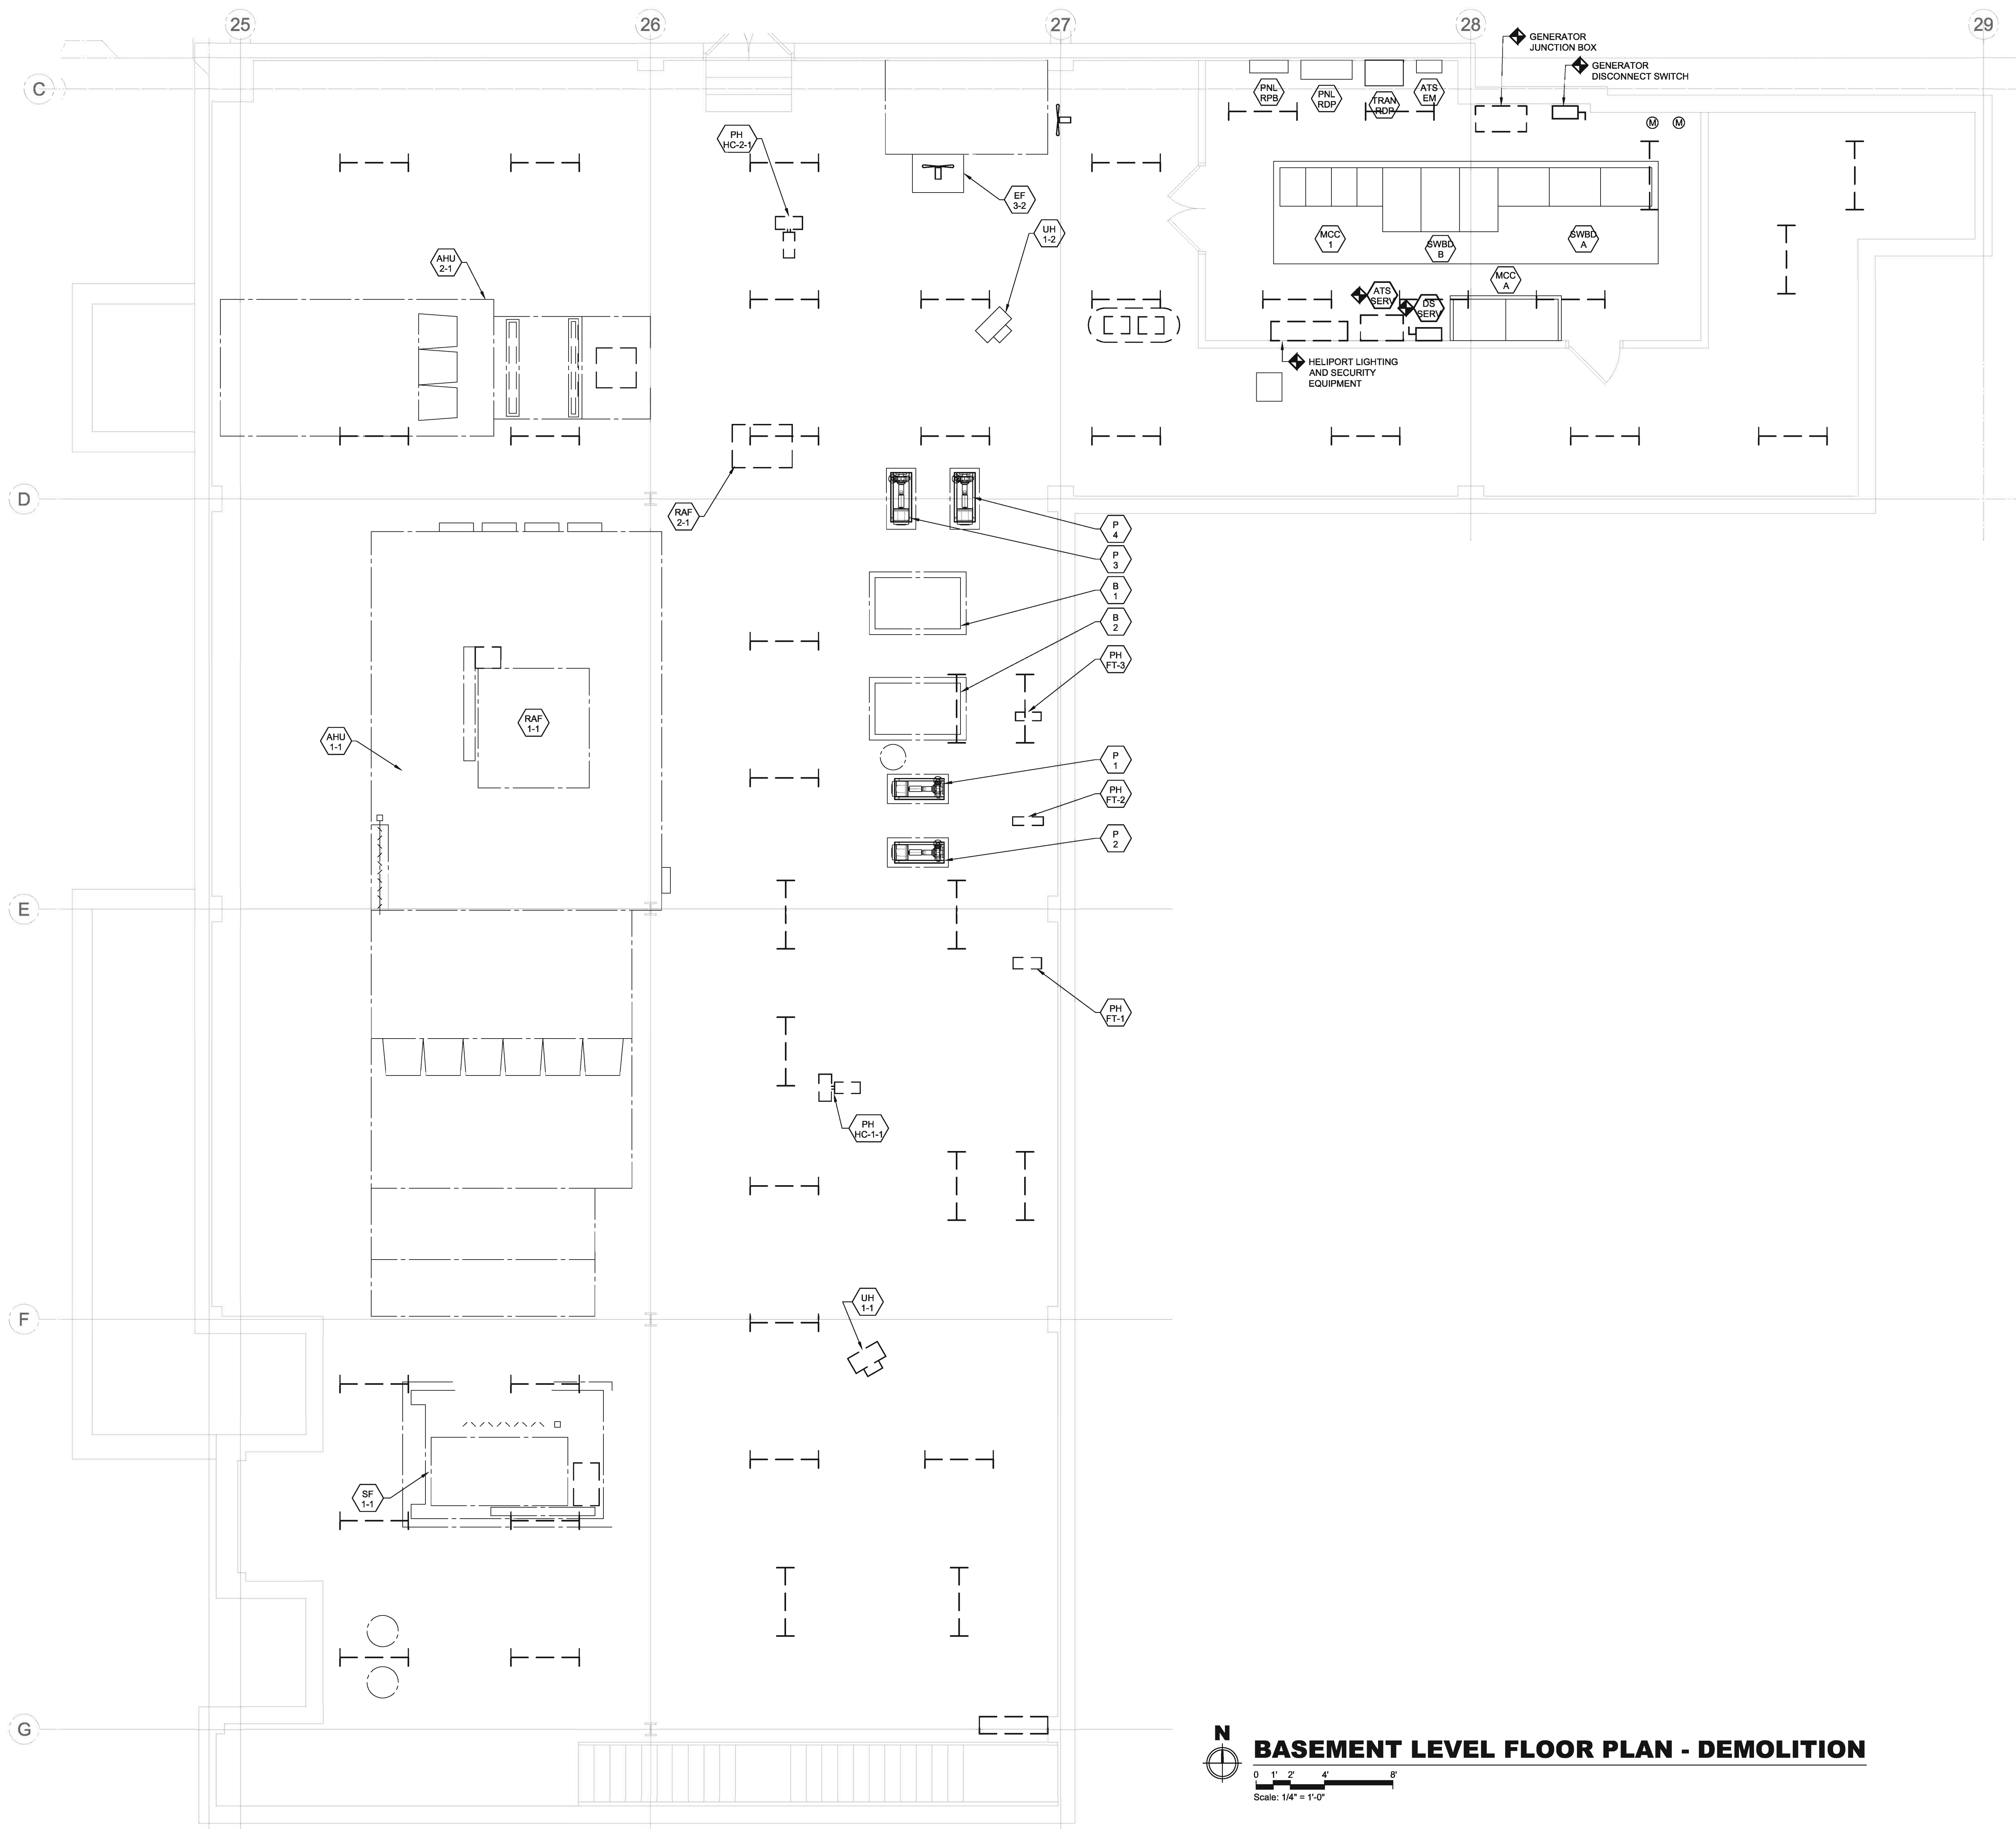 25
26
27
28
29
GENERATOR
JUNCTION BOX
GENERATOR
DISCONNECT SWITCH
C
PNL
RPB
PNL
RDP
TRAN
RDP
ATS
EM
M
M
PH
HC-2-1
EF
3-2
UH
1-2
MCC
1
SWBD
B
SWBD
A
AHU
2-1
MCC
A
ATS
SERV
DS
SERV
HELIPORT LIGHTING
AND SECURITY
EQUIPMENT
D
RAF
2-1
P
4
P
3
B
1
B
2
PH
FT-3
RAF
1-1
AHU
1-1
P
1
PH
FT-2
P
2
E
PH
FT-1
PH
HC-1-1
UH
1-1
F
SF
1-1
G
N
BASEMENT LEVEL FLOOR PLAN - DEMOLITION
0 1' 2' 4' 8'
Scale: 1/4" = 1'-0"